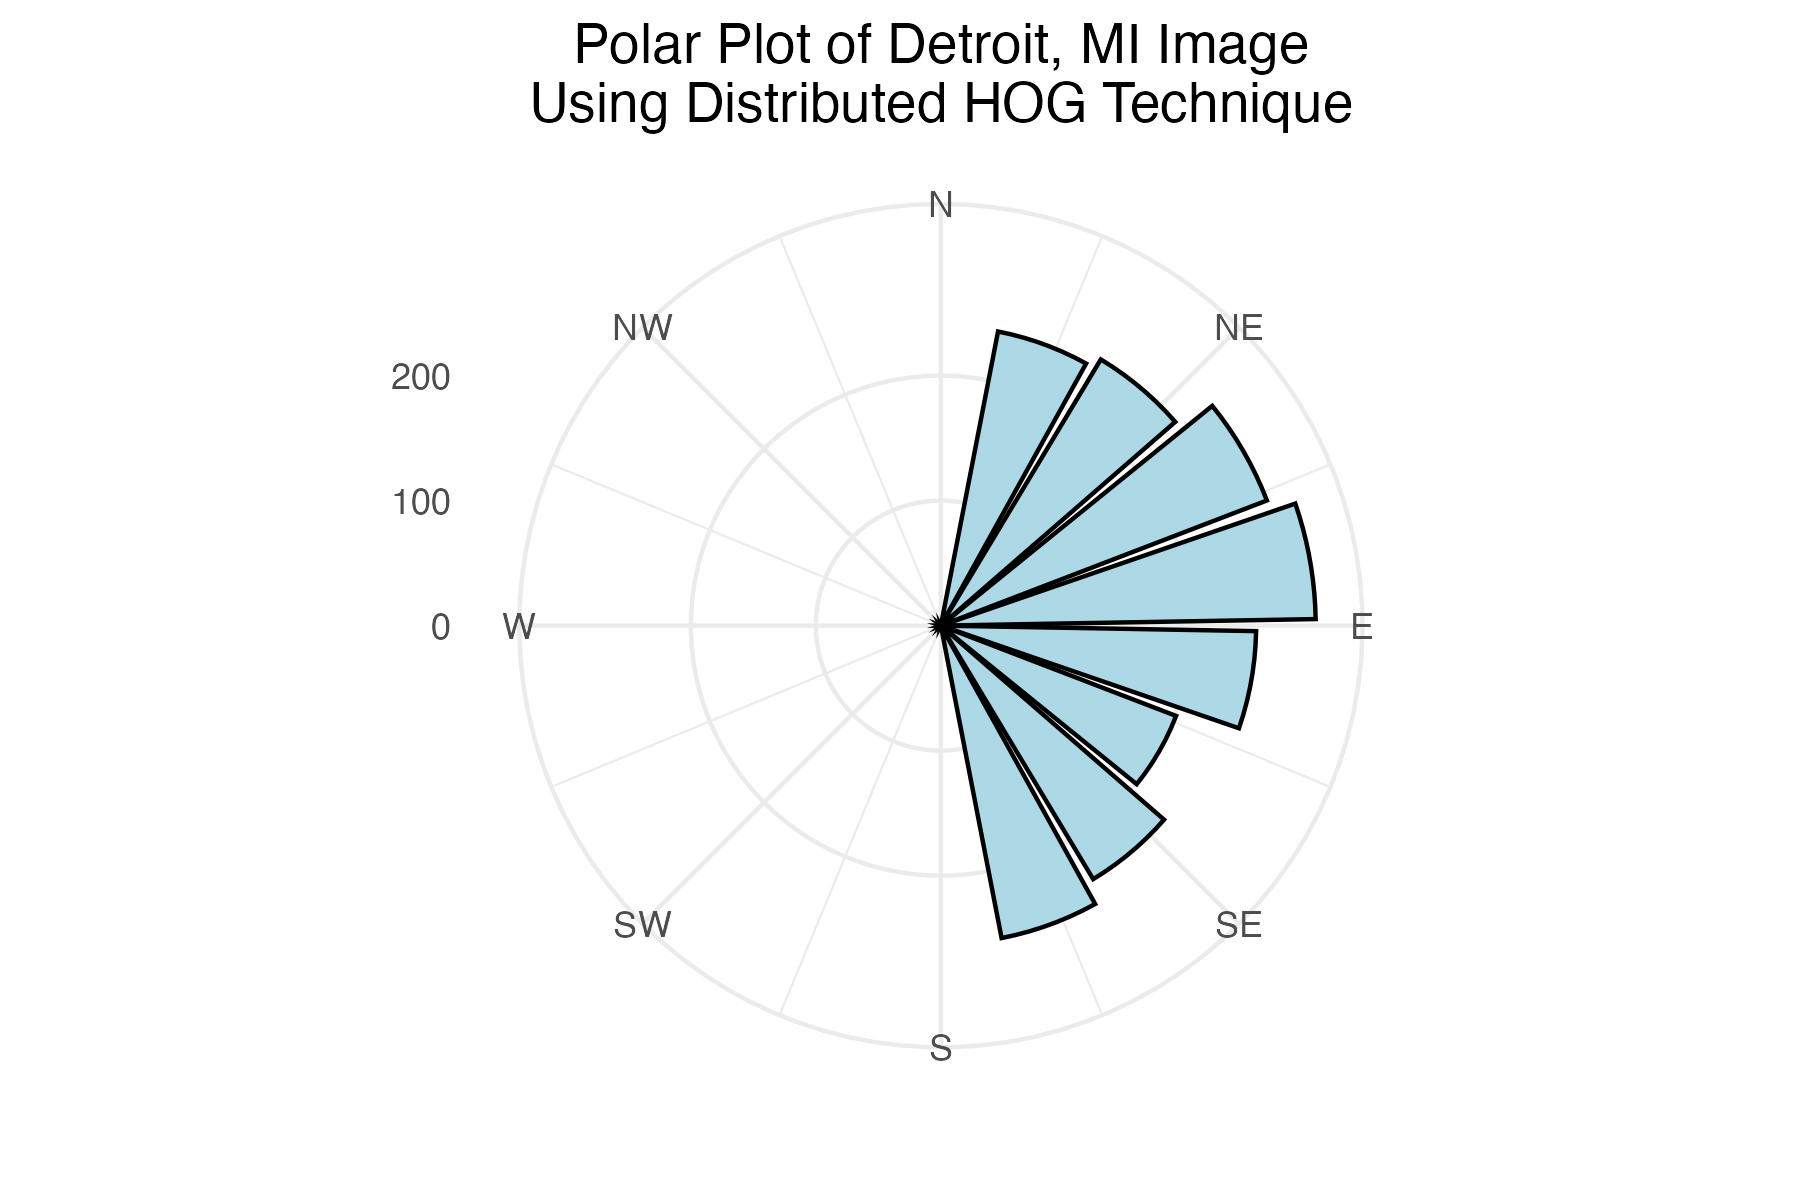 Polar Plot of Detroit, MI Image
Using Distributed HOG Technique
N
NW
NE
200
100
0
W
E
SW
SE
S